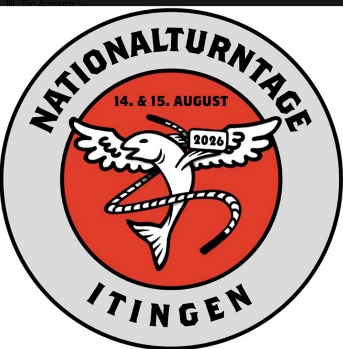 NATIONALTURNTAGE
14. & 15. AUGUST
2026
ITINGEN